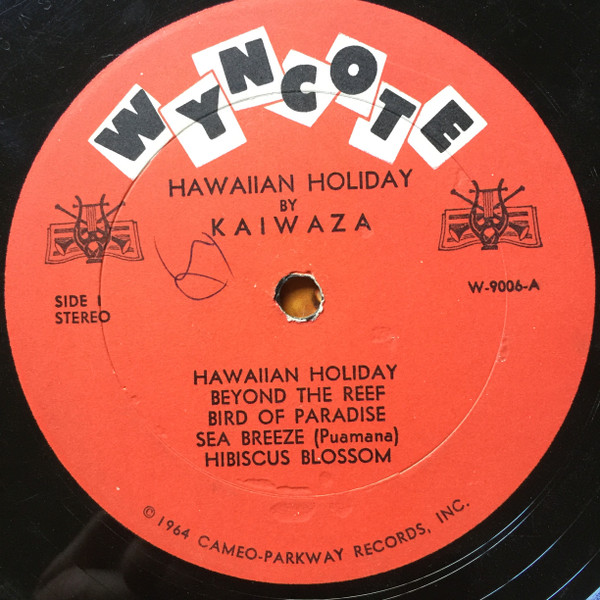 WYNCOTE
HAWAIIAN HOLIDAY
BY
KAIWAZA
SIDE 1
STEREO
W-9006-A
HAWAIIAN HOLIDAY
BEYOND THE REEF
BIRD OF PARADISE
SEA BREEZE (Puamana)
HIBISCUS BLOSSOM
© 1964 CAMEO-PARKWAY RECORDS, INC.